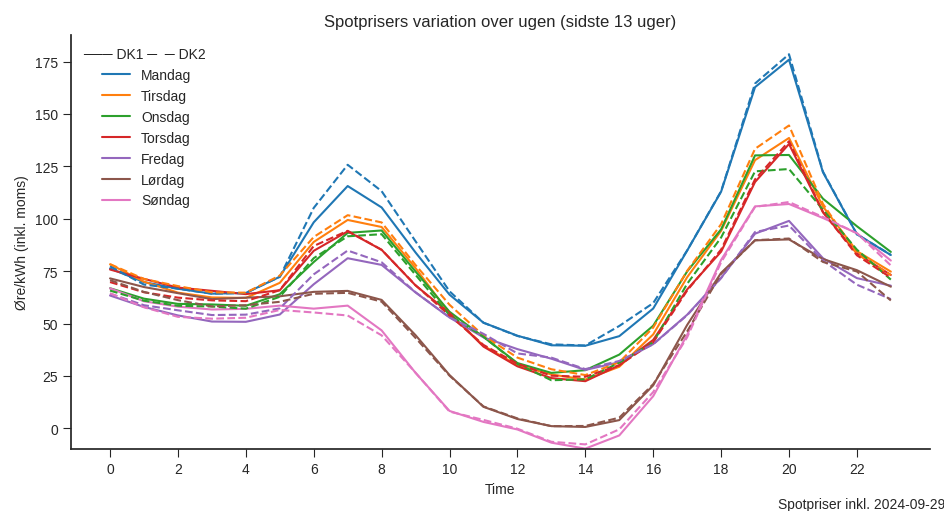 Spotprisers variation over ugen (sidste 13 uger)
DK1 DK2
Mandag
Tirsdag
Onsdag
Torsdag
Fredag
Lørdag
Søndag
Øre/kWh (inkl. moms)
175
150
125
100
75
50
25
0
0 2 4 6 8 10 12 14 16 18 20 22
Time
Spotpriser inkl. 2024-09-29